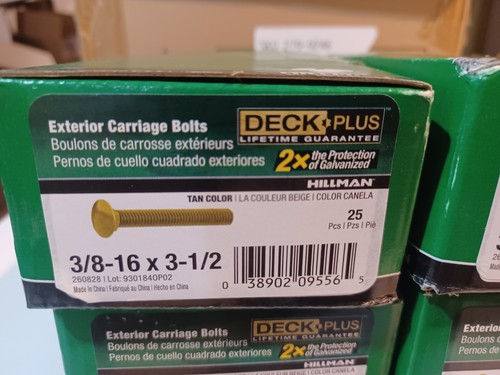 Exterior Carriage Bolts
Boulons de carrosse extérieurs
Pernos de cuello cuadrado exteriores
DECK PLUS
LIFETIME GUARANTEE
2x the Protection
of Galvanized
HILLMAN
TAN COLOR | LA COULEUR BEIGE | COLOR CANELA
25
Pcs | Pzs | Piè
3/8-16 x 3-1/2
260828 | Lot: 9301840P02
Made in China | Fabriqué au China | Hecho en China
0 38902 09556 5
Exterior Carriage Bolts
Boulons de carrosse extérieurs
Pernos de cuello cuadrado exteriores
DECK PLUS
LIFETIME GUARANTEE
2x the Protection
of Galvanized
HILLMAN